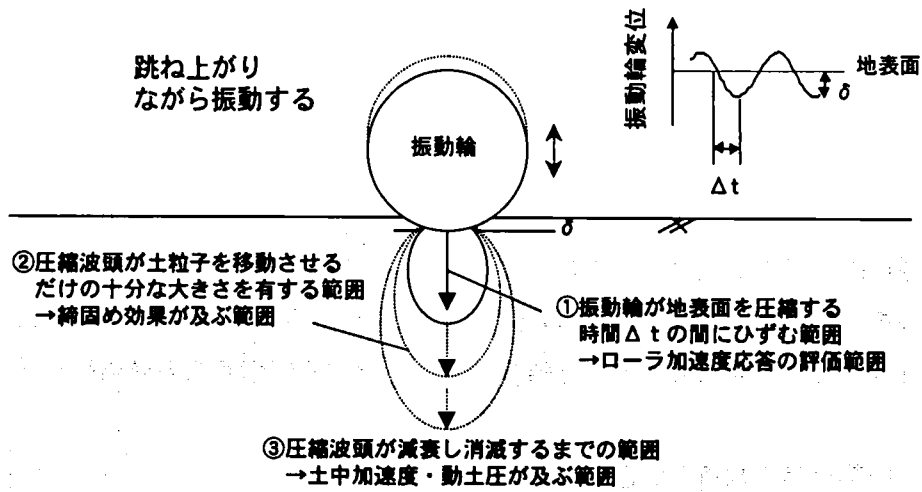 跳ね上がり
ながら振動する
振動輪
振動輪変位
地表面
δ
Δt
δ
②圧縮波頭が土粒子を移動させる
だけの十分な大きさを有する範囲
→締固め効果が及ぶ範囲
①振動輪が地表面を圧縮する
時間Δtの間にひずむ範囲
→ローラ加速度応答の評価範囲
③圧縮波頭が減衰し消滅するまでの範囲
→土中加速度・動土圧が及ぶ範囲